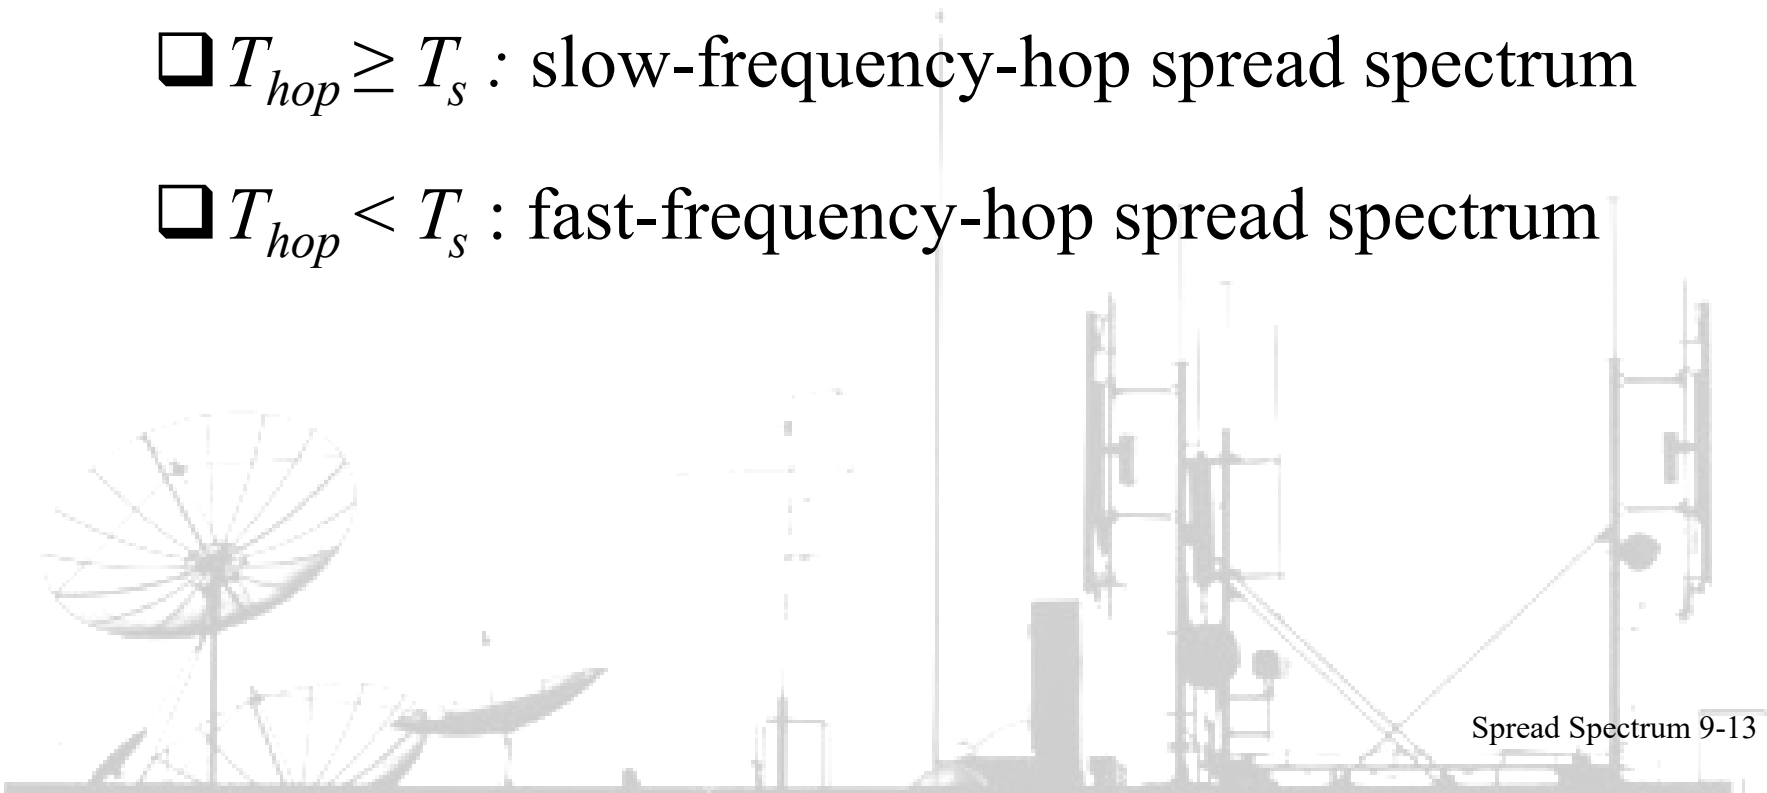 ❑ T_hop ≥ T_s : slow-frequency-hop spread spectrum
❑ T_hop < T_s : fast-frequency-hop spread spectrum
Spread Spectrum 9-13